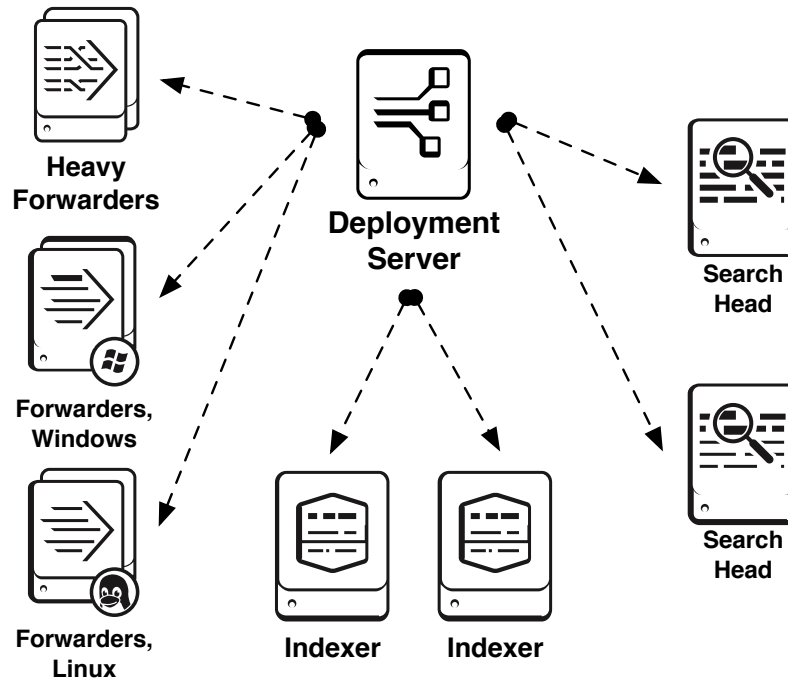 Heavy
Forwarders
Deployment
Server
Search
Head
Forwarders,
Windows
Search
Head
Forwarders,
Linux
Indexer
Indexer